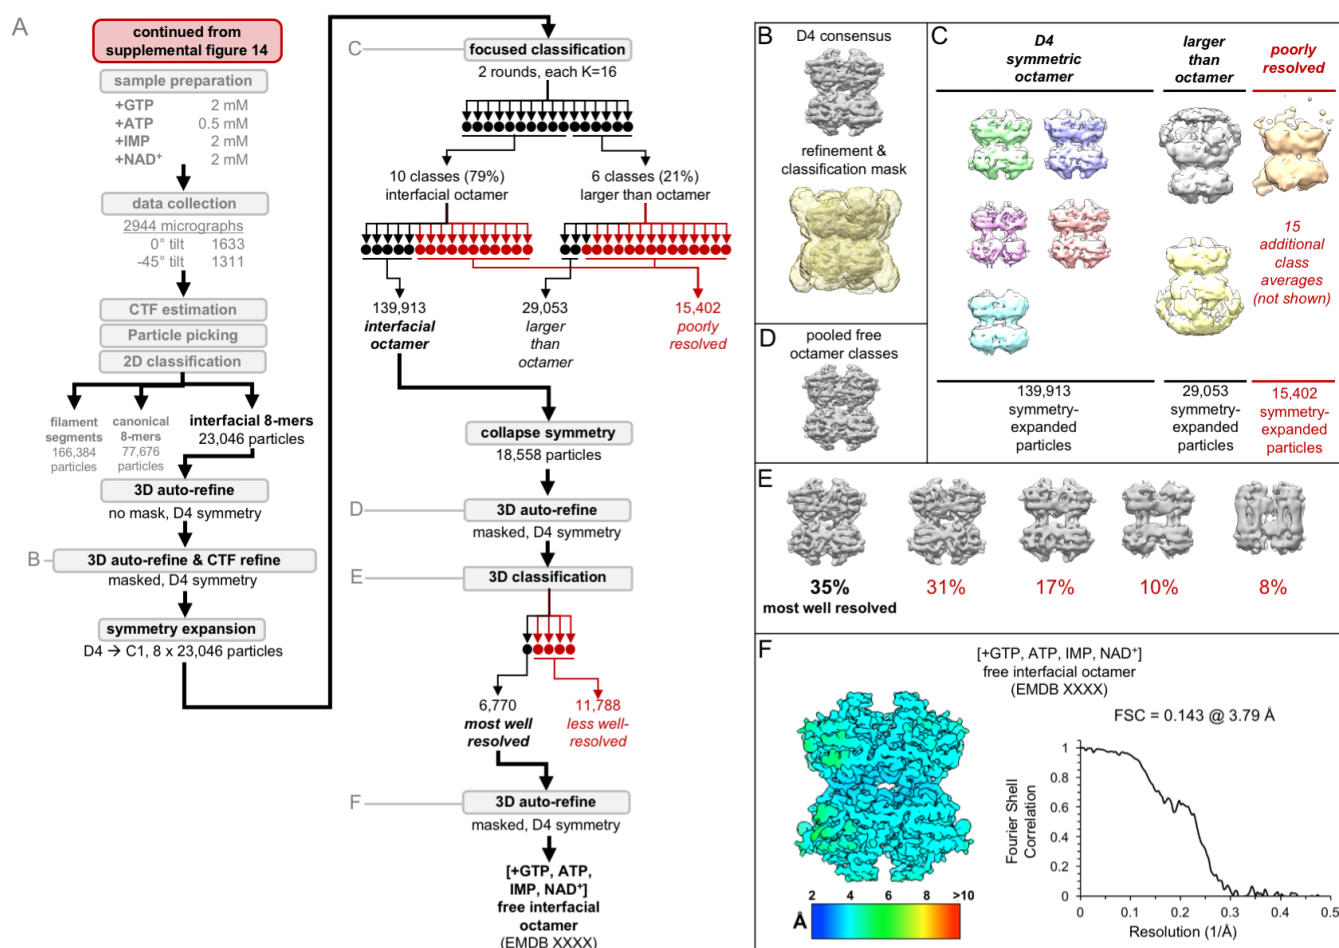 A
continued from
supplemental figure 14
sample preparation
+GTP 2 mM
+ATP 0.5 mM
+IMP 2 mM
+NAD⁺ 2 mM
data collection
2944 micrographs
0° tilt 1633
-45° tilt 1311
CTF estimation
Particle picking
2D classification
filament
segments
166,384
particles
canonical
8-mers
77,676
particles
interfacial 8-mers
23,046 particles
3D auto-refine
no mask, D4 symmetry
B
3D auto-refine & CTF refine
masked, D4 symmetry
symmetry expansion
D4 → C1, 8 x 23,046 particles
C
focused classification
2 rounds, each K=16
10 classes (79%)
interfacial octamer
6 classes (21%)
larger than octamer
139,913
interfacial
octamer
29,053
larger
than
octamer
15,402
poorly
resolved
collapse symmetry
18,558 particles
D
3D auto-refine
masked, D4 symmetry
E
3D classification
6,770
most well
resolved
11,788
less well-
resolved
F
3D auto-refine
masked, D4 symmetry
[+GTP, ATP,
IMP, NAD⁺]
free interfacial
octamer
(EMDB XXXX)
B
D4 consensus
refinement &
classification mask
C
D4
symmetric
octamer
larger
than
octamer
poorly
resolved
15
additional
class
averages
(not shown)
139,913
symmetry-
expanded
particles
29,053
symmetry-
expanded
particles
15,402
symmetry-
expanded
particles
D
pooled free
octamer classes
E
35%
most well resolved
31%
17%
10%
8%
F
[+GTP, ATP, IMP, NAD⁺]
free interfacial octamer
(EMDB XXXX)
FSC = 0.143 @ 3.79 Å
Å
2 4 6 8 >10
Fourier Shell
Correlation
1
0.8
0.6
0.4
0.2
0
0 0.1 0.2 0.3 0.4 0.5
Resolution (1/Å)